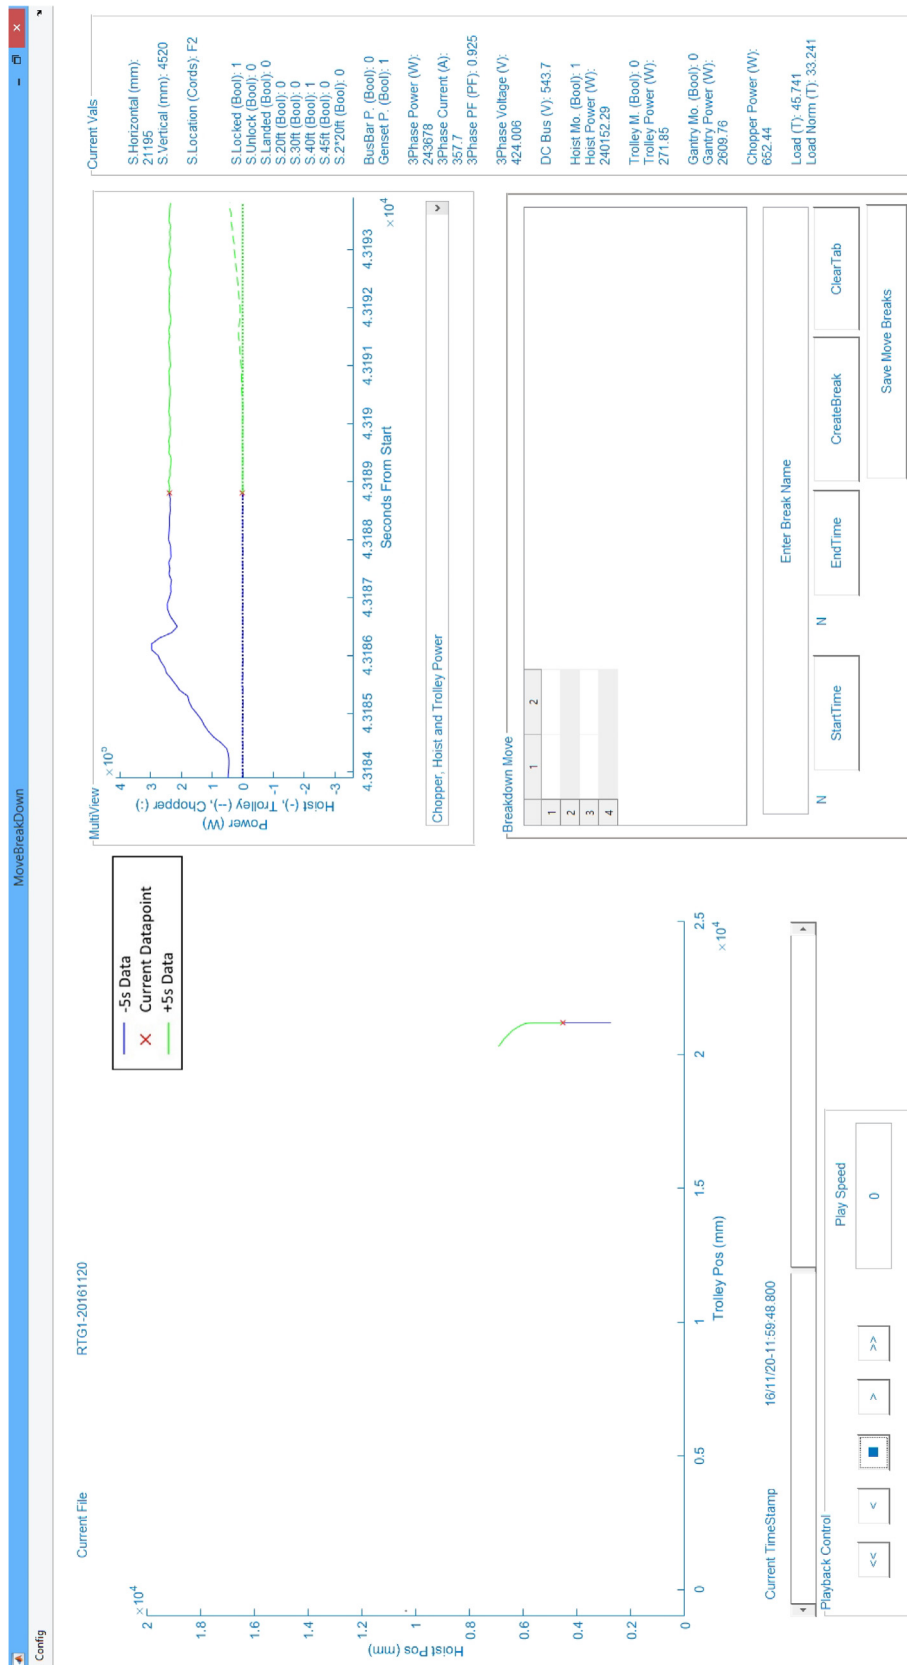 MoveBreakDown
Config
Current File
RTG1-20161120
-5s Data
Current Datapoint
+5s Data
×10⁴
2
1.8
1.6
1.4
1.2
1
0.8
0.6
0.4
0.2
0
Hoist Pos (mm)
0
0.5
1
1.5
2
2.5
×10⁴
Trolley Pos (mm)
Current TimeStamp
16/11/20-11:59:48.800
Playback Control
<<
<
>
>>
Play Speed
0
MultiView
×10⁵
4
3
2
1
0
-1
-2
-3
Power (W)
Hoist (-), Trolley (--), Chopper (:)
4.3184
4.3185
4.3186
4.3187
4.3188
4.3189
4.319
4.3191
4.3192
4.3193
×10⁴
Seconds From Start
Chopper, Hoist and Trolley Power
Breakdown Move
1 2
1
2
3
4
Enter Break Name
N
StartTime
N
EndTime
CreateBreak
ClearTab
Save Move Breaks
Current Vals
S.Horizontal (mm):
21195
S.Vertical (mm): 4520
S.Location (Cords): F2
S.Locked (Bool): 1
S.Unlock (Bool): 0
S.Landed (Bool): 0
S.20ft (Bool): 0
S.30ft (Bool): 0
S.40ft (Bool): 1
S.45ft (Bool): 0
S.2*20ft (Bool): 0
BusBar P. (Bool): 0
Genset P. (Bool): 1
3Phase Power (W):
243678
3Phase Current (A):
357.7
3Phase PF (PF): 0.925
3Phase Voltage (V):
424.006
DC Bus (V): 543.7
Hoist Mo. (Bool): 1
Hoist Power (W):
240152.29
Trolley M. (Bool): 0
Trolley Power (W):
271.85
Gantry Mo. (Bool): 0
Gantry Power (W):
2609.76
Chopper Power (W):
652.44
Load (T): 45.741
Load Norm (T): 33.241